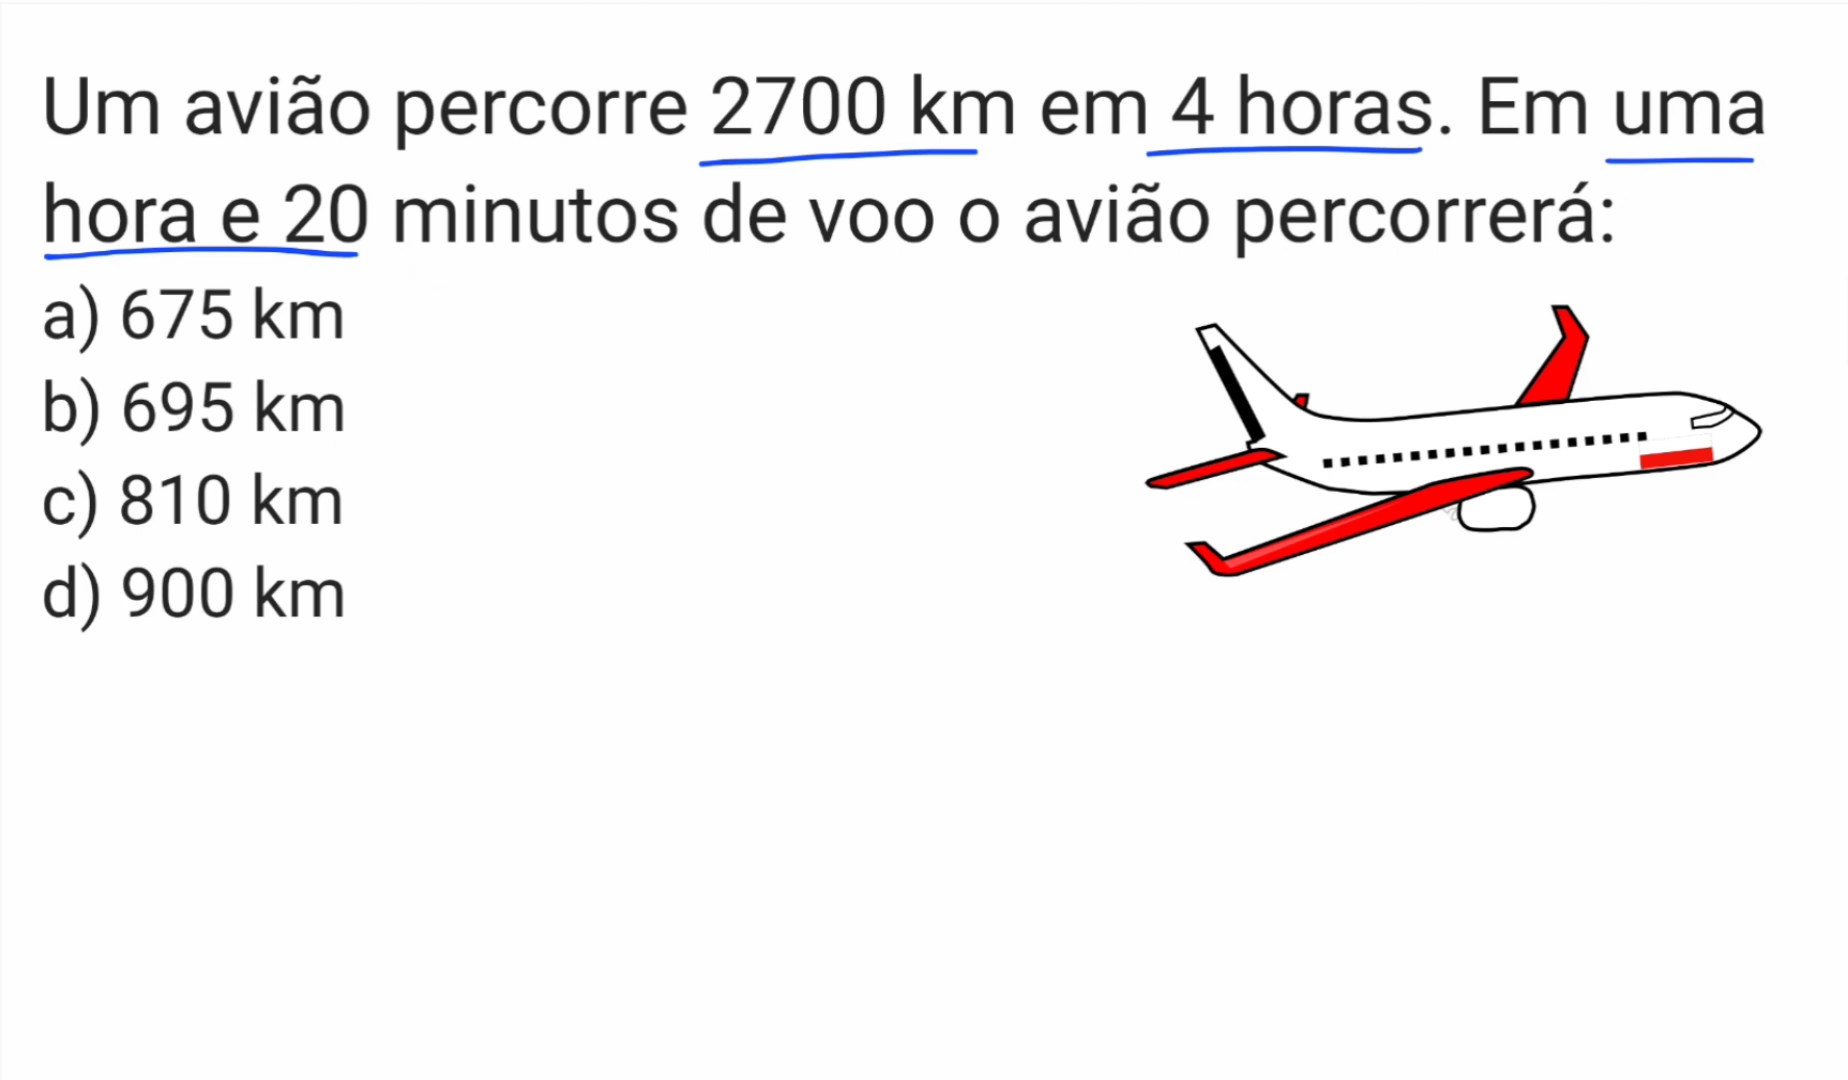 Um avião percorre 2700 km em 4 horas. Em uma
hora e 20 minutos de voo o avião percorrerá:
a) 675 km
b) 695 km
c) 810 km
d) 900 km